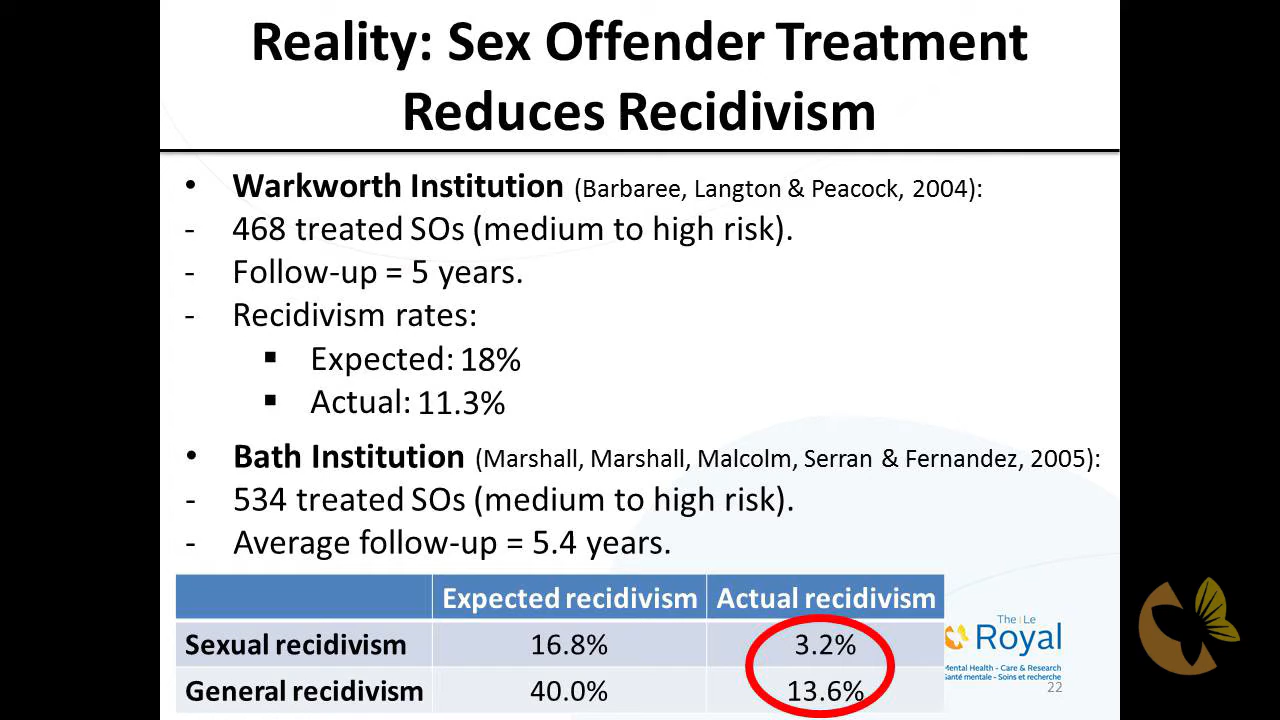 Reality: Sex Offender Treatment
Reduces Recidivism
• Warkworth Institution (Barbaree, Langton & Peacock, 2004):
- 468 treated SOs (medium to high risk).
- Follow-up = 5 years.
- Recidivism rates:
▪ Expected: 18%
▪ Actual: 11.3%
• Bath Institution (Marshall, Marshall, Malcolm, Serran & Fernandez, 2005):
- 534 treated SOs (medium to high risk).
- Average follow-up = 5.4 years.
Expected recidivism Actual recidivism
Sexual recidivism 16.8% 3.2%
General recidivism 40.0% 13.6%
The | Le
Royal
Mental Health - Care & Research
Santé mentale - Soins et recherche
22